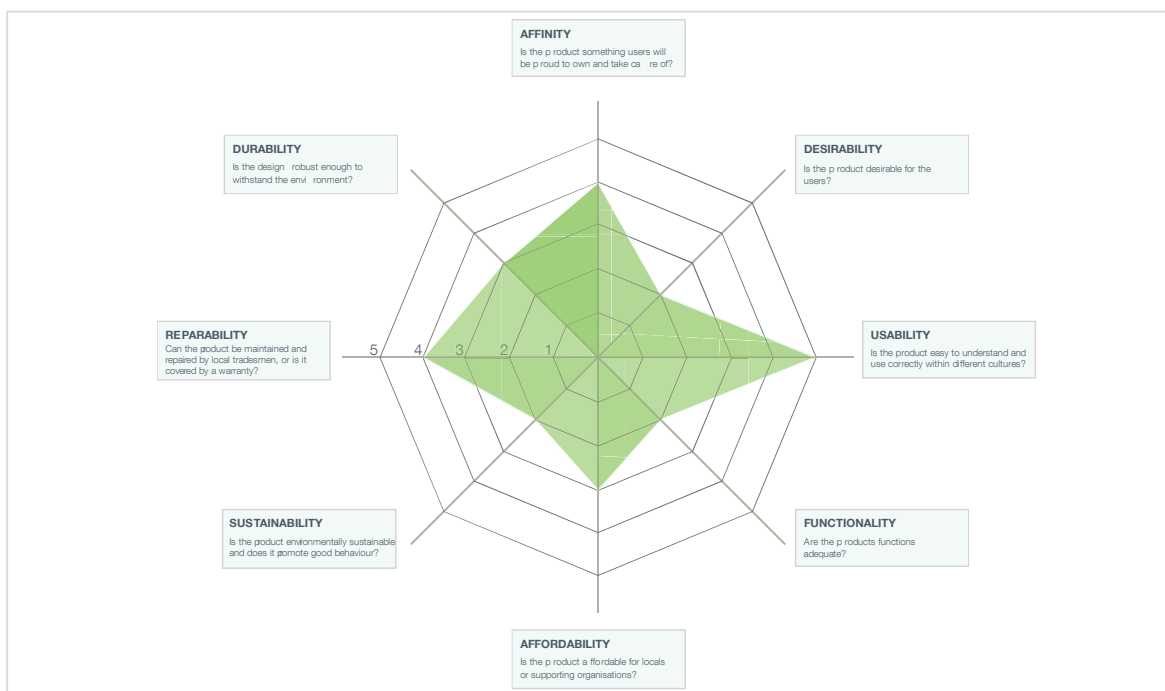 AFFINITY
Is the p roduct something users will
be p roud to own and take ca re of?
DURABILITY
Is the design robust enough to
withstand the envi ronment?
DESIRABILITY
Is the p roduct desirable for the
users?
REPARABILITY
Can the product be maintained and
repaired by local tradesmen, or is it
covered by a warranty?
5 4 3 2 1
USABILITY
Is the product easy to understand and
use correctly within different cultures?
SUSTAINABILITY
Is the product environmentally sustainable
and does it promote good behaviour?
FUNCTIONALITY
Are the p roducts functions
adequate?
AFFORDABILITY
Is the p roduct a ffordable for locals
or supporting organisations?